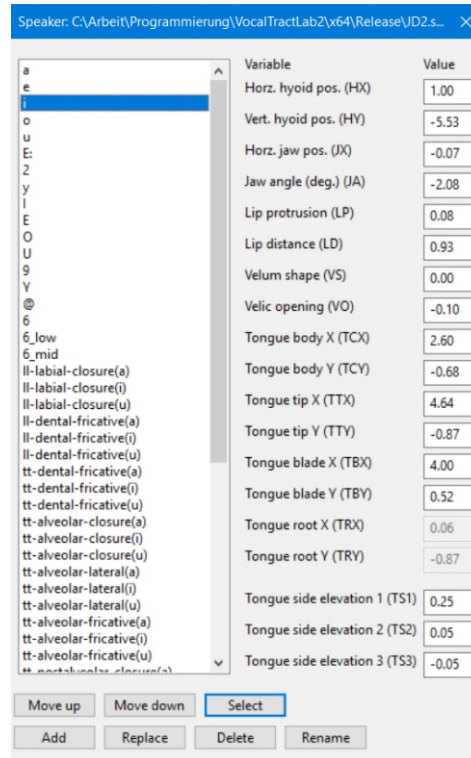 Speaker: C:\Arbeit\Programmierung\VocalTractLab2\x64\Release\JD2.s...
a
e
i
o
u
E:
2
y
I
E
O
U
9
Y
@
6
6_low
6_mid
ll-labial-closure(a)
ll-labial-closure(i)
ll-labial-closure(u)
ll-dental-fricative(a)
ll-dental-fricative(i)
ll-dental-fricative(u)
tt-dental-fricative(a)
tt-dental-fricative(i)
tt-dental-fricative(u)
tt-alveolar-closure(a)
tt-alveolar-closure(i)
tt-alveolar-closure(u)
tt-alveolar-lateral(a)
tt-alveolar-lateral(i)
tt-alveolar-lateral(u)
tt-alveolar-fricative(a)
tt-alveolar-fricative(i)
tt-alveolar-fricative(u)
tt-postalveolar-closure(a)
Variable Value
Horz. hyoid pos. (HX) 1.00
Vert. hyoid pos. (HY) -5.53
Horz. jaw pos. (JX) -0.07
Jaw angle (deg.) (JA) -2.08
Lip protrusion (LP) 0.08
Lip distance (LD) 0.93
Velum shape (VS) 0.00
Velic opening (VO) -0.10
Tongue body X (TCX) 2.60
Tongue body Y (TCY) -0.68
Tongue tip X (TTX) 4.64
Tongue tip Y (TTY) -0.87
Tongue blade X (TBX) 4.00
Tongue blade Y (TBY) 0.52
Tongue root X (TRX) 0.06
Tongue root Y (TRY) -0.87
Tongue side elevation 1 (TS1) 0.25
Tongue side elevation 2 (TS2) 0.05
Tongue side elevation 3 (TS3) -0.05
Move up Move down Select
Add Replace Delete Rename